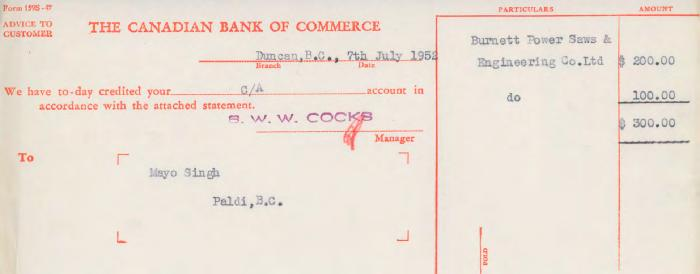 Form 159S-47
ADVICE TO
CUSTOMER
THE CANADIAN BANK OF COMMERCE
Duncan,B.C., 7th July 1952
Branch Date
We have to-day credited your C/A account in
accordance with the attached statement.
S. W. W. COCKS
Manager
To
Mayo Singh
Paldi,B.C.
PARTICULARS AMOUNT
Burnett Power Saws &
Engineering Co.Ltd $ 200.00
do 100.00
$ 300.00
FOLD